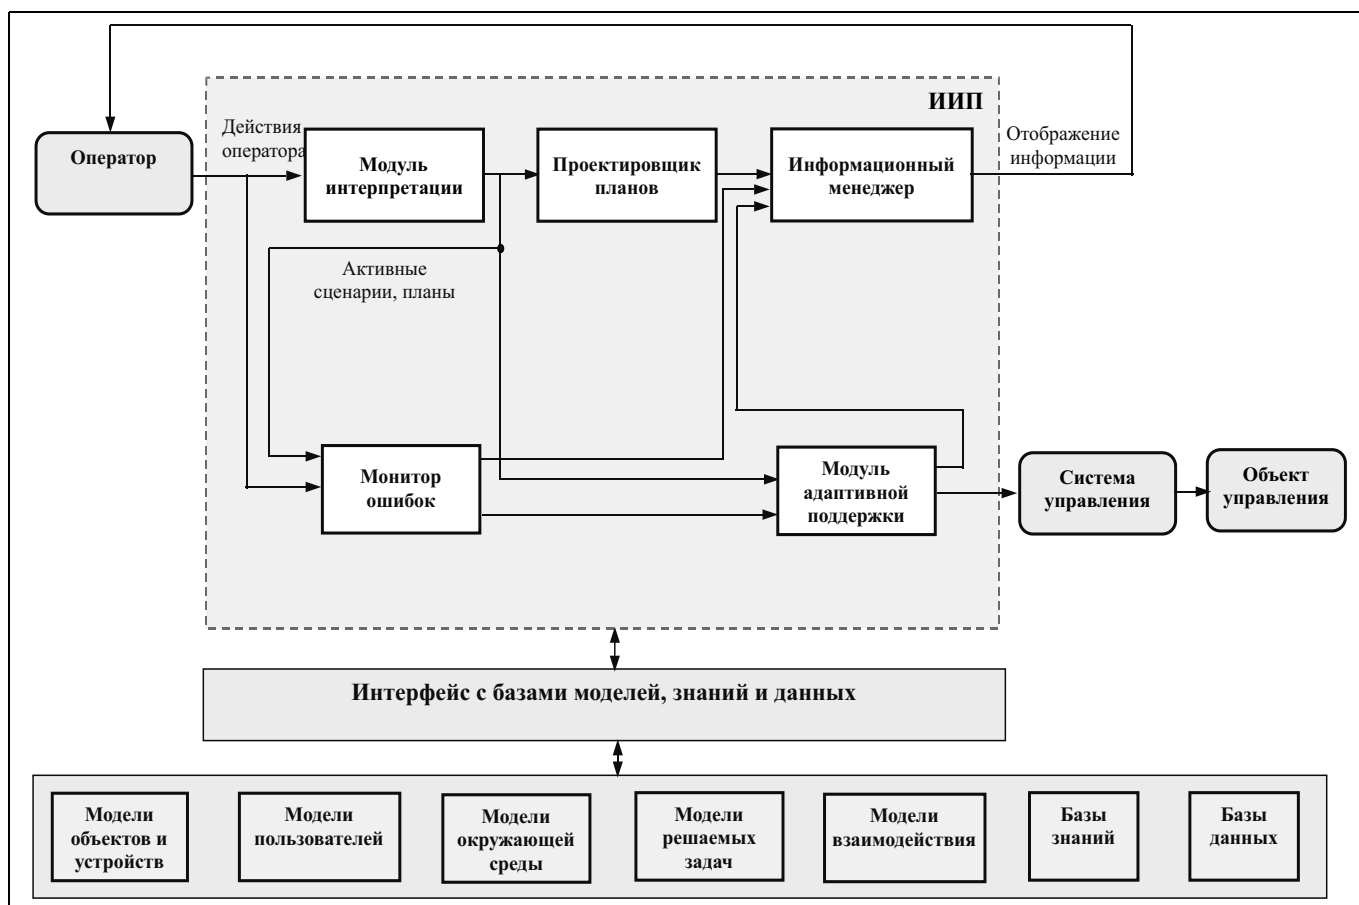 ИИП
Оператор
Действия
оператора
Модуль
интерпретации
Проектировщик
планов
Информационный
менеджер
Отображение
информации
Активные
сценарии, планы
Монитор
ошибок
Модуль
адаптивной
поддержки
Система
управления
Объект
управления
Интерфейс с базами моделей, знаний и данных
Модели
объектов и
устройств
Модели
пользователей
Модели
окружающей
среды
Модели
решаемых
задач
Модели
взаимодействия
Базы
знаний
Базы
данных